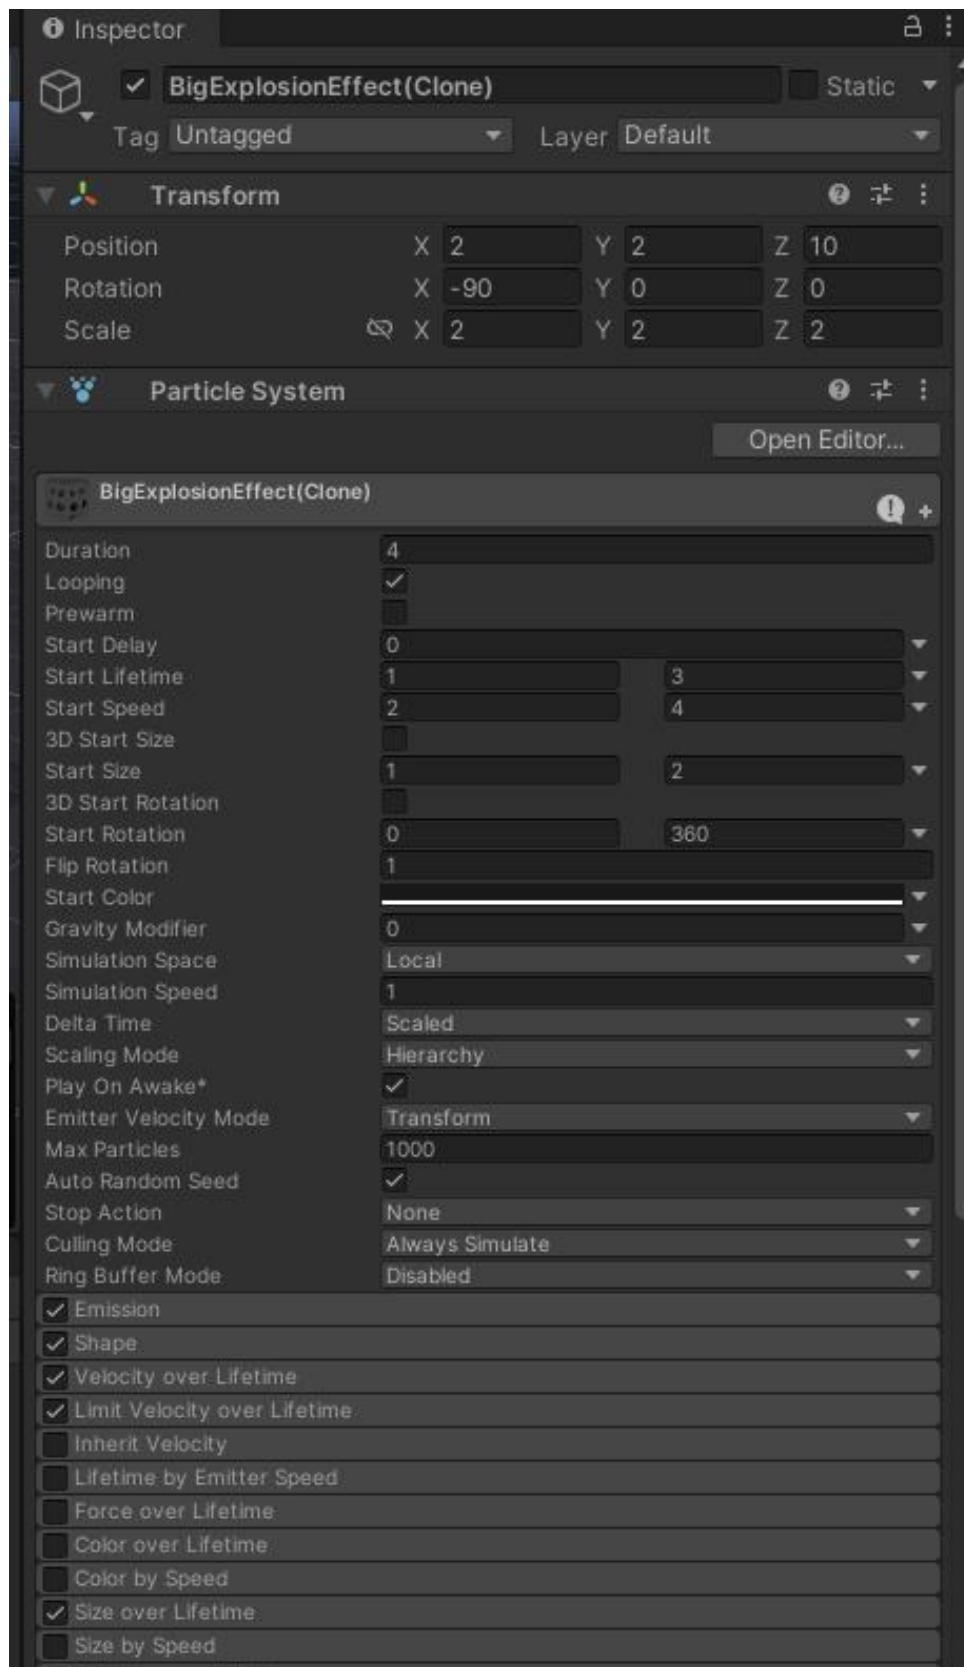 Inspector
BigExplosionEffect(Clone) Static
Tag Untagged Layer Default
Transform
Position X 2 Y 2 Z 10
Rotation X -90 Y 0 Z 0
Scale X 2 Y 2 Z 2
Particle System
Open Editor...
BigExplosionEffect(Clone)
Duration 4
Looping
Prewarm
Start Delay 0
Start Lifetime 1 3
Start Speed 2 4
3D Start Size
Start Size 1 2
3D Start Rotation
Start Rotation 0 360
Flip Rotation 1
Start Color
Gravity Modifier 0
Simulation Space Local
Simulation Speed 1
Delta Time Scaled
Scaling Mode Hierarchy
Play On Awake*
Emitter Velocity Mode Transform
Max Particles 1000
Auto Random Seed
Stop Action None
Culling Mode Always Simulate
Ring Buffer Mode Disabled
Emission
Shape
Velocity over Lifetime
Limit Velocity over Lifetime
Inherit Velocity
Lifetime by Emitter Speed
Force over Lifetime
Color over Lifetime
Color by Speed
Size over Lifetime
Size by Speed